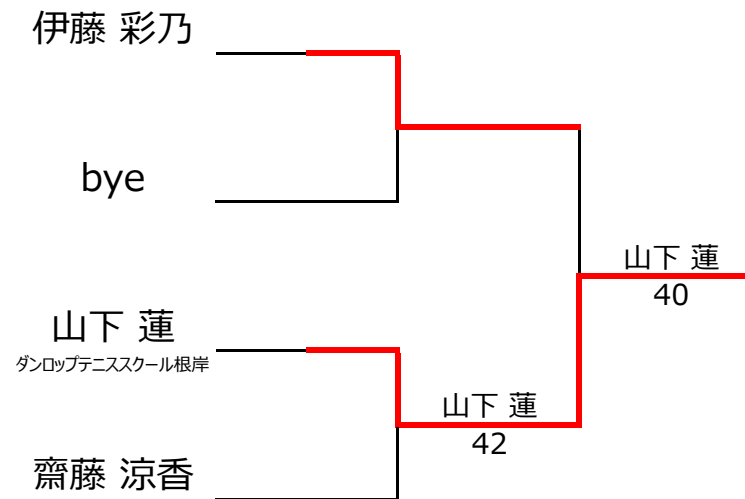 伊藤 彩乃
bye
山下 蓮
40
山下 蓮
ダンロップテニススクール根岸
山下 蓮
42
齋藤 涼香